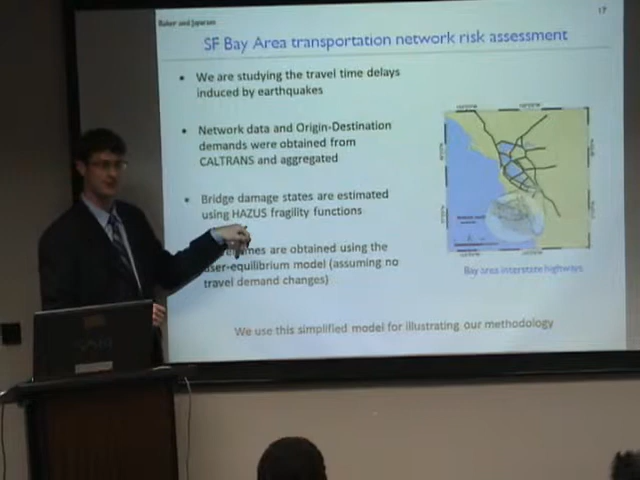 Baker and Jayaram
17
SF Bay Area transportation network risk assessment
• We are studying the travel time delays
induced by earthquakes
• Network data and Origin-Destination
demands were obtained from
CALTRANS and aggregated
• Bridge damage states are estimated
using HAZUS fragility functions
are obtained using the
user-equilibrium model (assuming no
travel demand changes)
Bay area interstate highways
We use this simplified model for illustrating our methodology